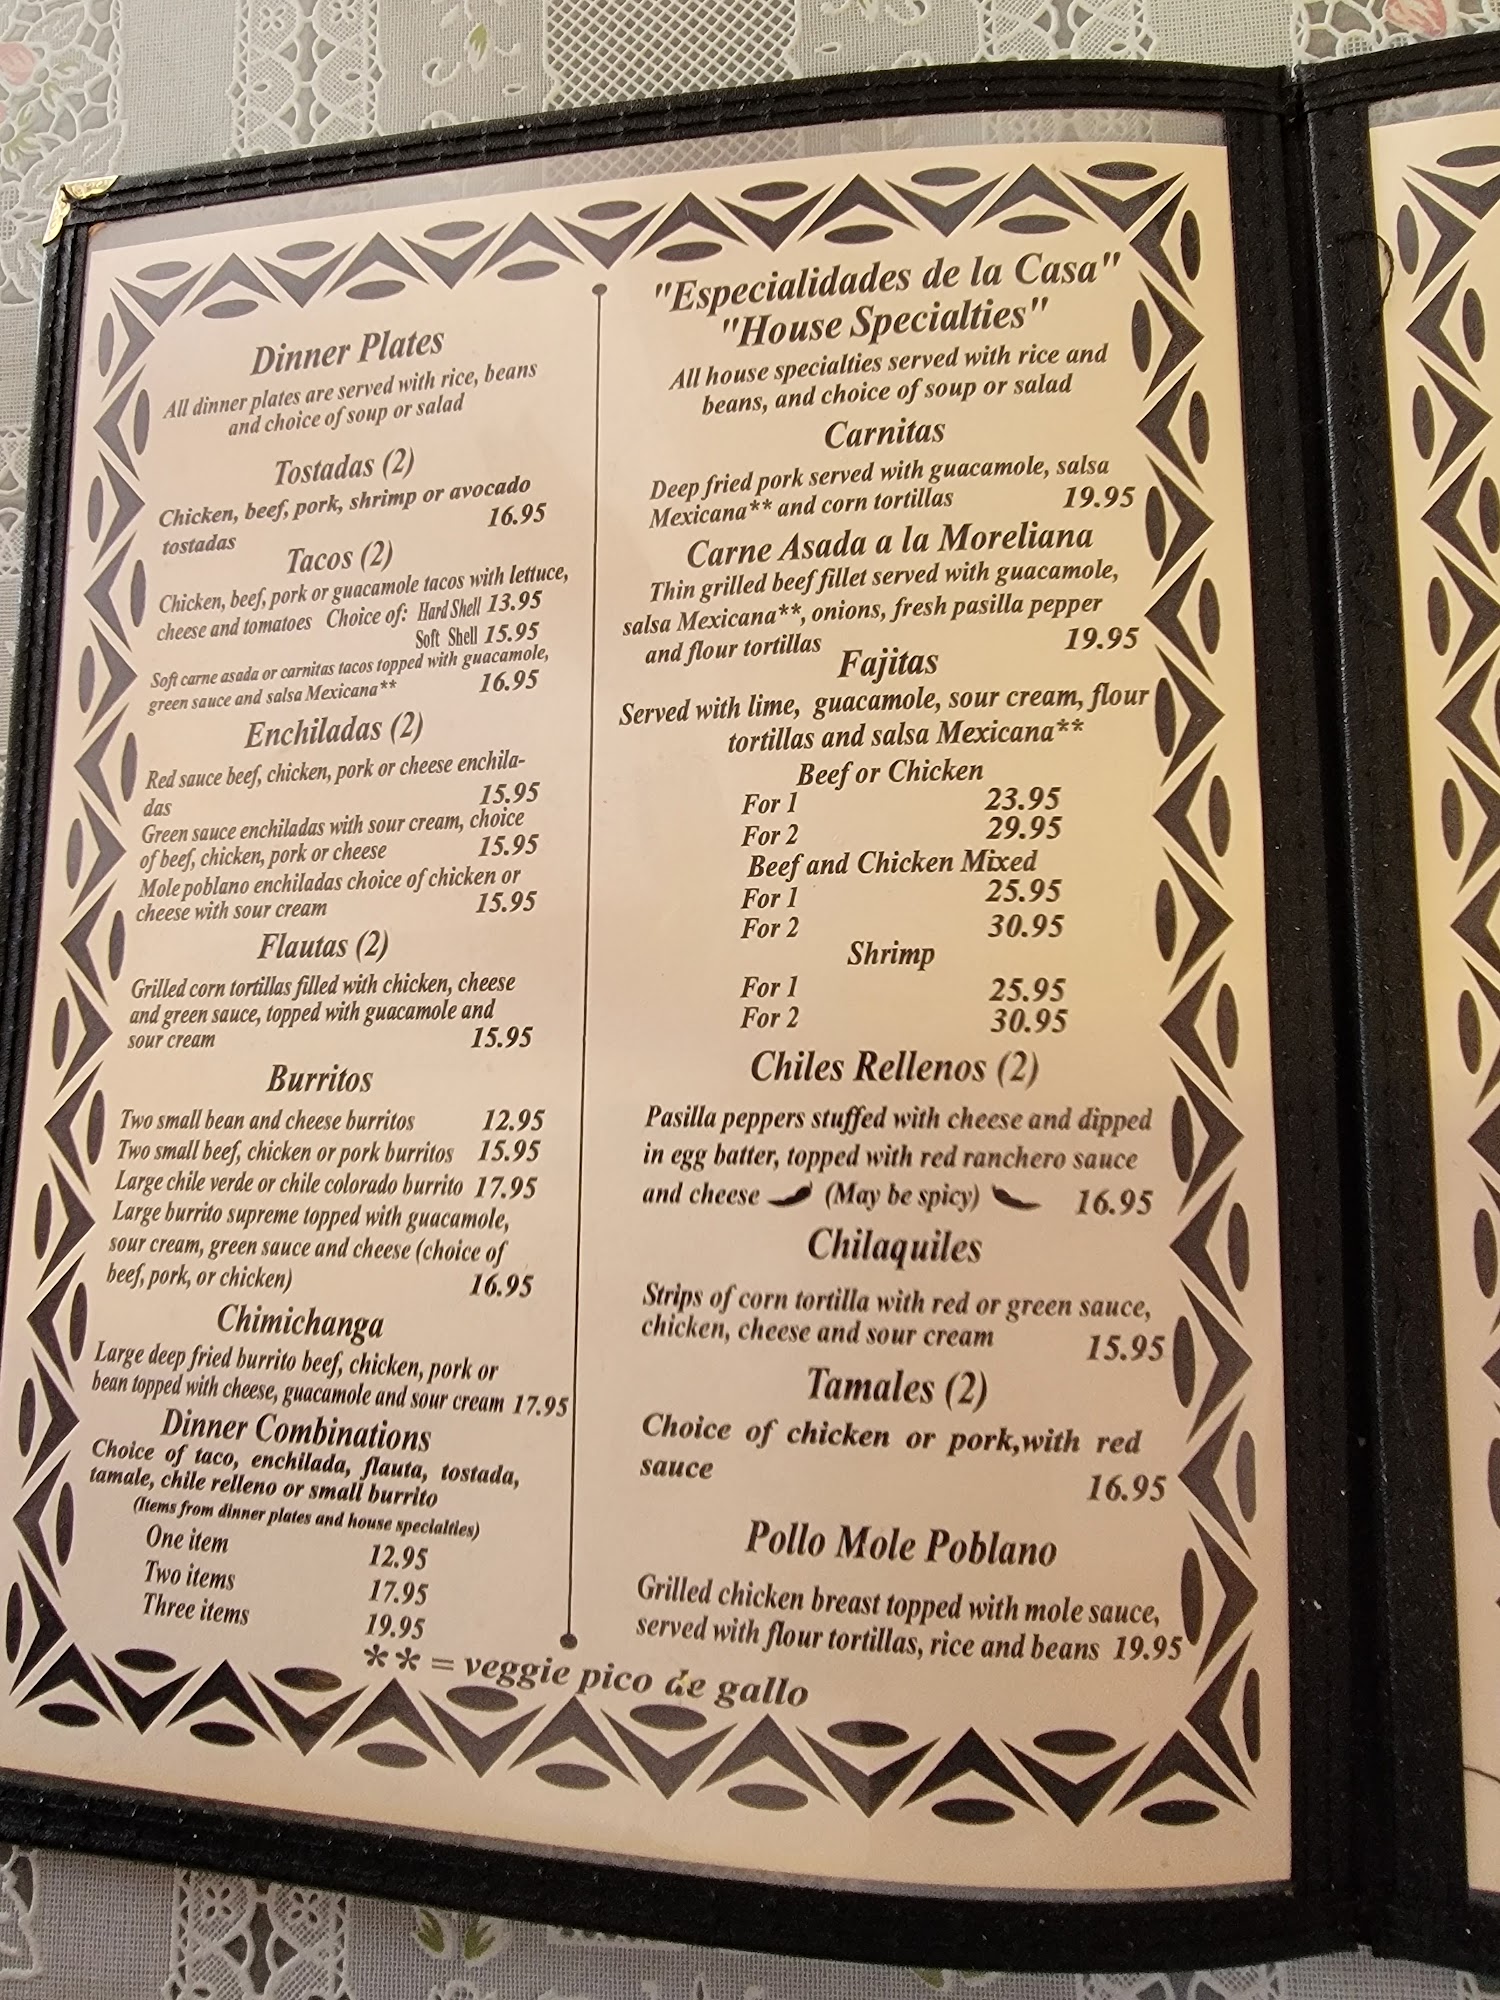 Dinner Plates
All dinner plates are served with rice, beans
and choice of soup or salad
Tostadas (2)
Chicken, beef, pork, shrimp or avocado
tostadas 16.95
Tacos (2)
Chicken, beef, pork or guacamole tacos with lettuce,
cheese and tomatoes Choice of: Hard Shell 13.95
Soft Shell 15.95
Soft carne asada or carnitas tacos topped with guacamole,
green sauce and salsa Mexicana** 16.95
Enchiladas (2)
Red sauce beef, chicken, pork or cheese enchila-
das 15.95
Green sauce enchiladas with sour cream, choice
of beef, chicken, pork or cheese 15.95
Mole poblano enchiladas choice of chicken or
cheese with sour cream 15.95
Flautas (2)
Grilled corn tortillas filled with chicken, cheese
and green sauce, topped with guacamole and
sour cream 15.95
Burritos
Two small bean and cheese burritos 12.95
Two small beef, chicken or pork burritos 15.95
Large chile verde or chile colorado burrito 17.95
Large burrito supreme topped with guacamole,
sour cream, green sauce and cheese (choice of
beef, pork, or chicken) 16.95
Chimichanga
Large deep fried burrito beef, chicken, pork or
bean topped with cheese, guacamole and sour cream 17.95
Dinner Combinations
Choice of taco, enchilada, flauta, tostada,
tamale, chile relleno or small burrito
(Items from dinner plates and house specialties)
One item 12.95
Two items 17.95
Three items 19.95
"Especialidades de la Casa"
"House Specialties"
All house specialties served with rice and
beans, and choice of soup or salad
Carnitas
Deep fried pork served with guacamole, salsa
Mexicana** and corn tortillas 19.95
Carne Asada a la Moreliana
Thin grilled beef fillet served with guacamole,
salsa Mexicana**, onions, fresh pasilla pepper
and flour tortillas 19.95
Fajitas
Served with lime, guacamole, sour cream, flour
tortillas and salsa Mexicana**
Beef or Chicken
For 1 23.95
For 2 29.95
Beef and Chicken Mixed
For 1 25.95
For 2 30.95
Shrimp
For 1 25.95
For 2 30.95
Chiles Rellenos (2)
Pasilla peppers stuffed with cheese and dipped
in egg batter, topped with red ranchero sauce
and cheese (May be spicy) 16.95
Chilaquiles
Strips of corn tortilla with red or green sauce,
chicken, cheese and sour cream 15.95
Tamales (2)
Choice of chicken or pork,with red
sauce 16.95
Pollo Mole Poblano
Grilled chicken breast topped with mole sauce,
served with flour tortillas, rice and beans 19.95
** = veggie pico de gallo